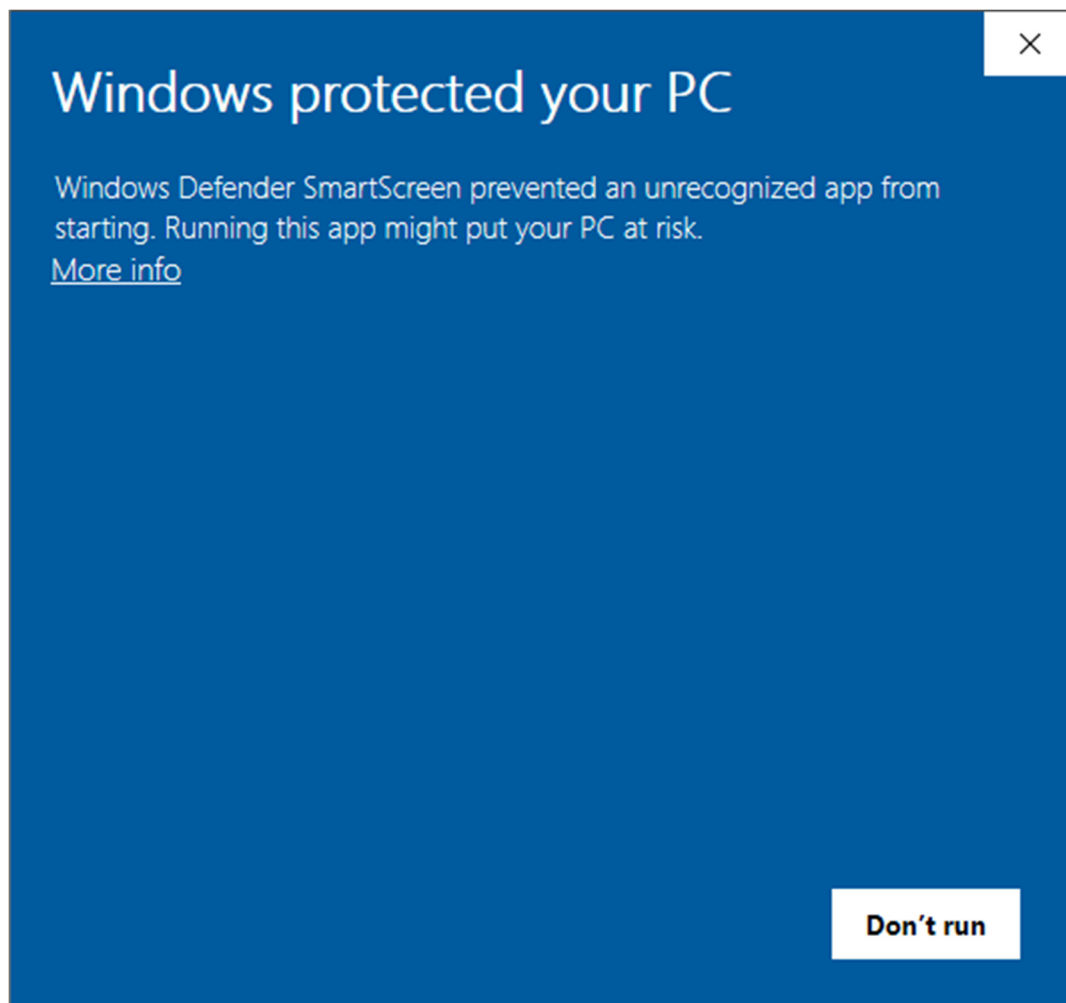 Windows protected your PC
Windows Defender SmartScreen prevented an unrecognized app from
starting. Running this app might put your PC at risk.
More info
Don’t run